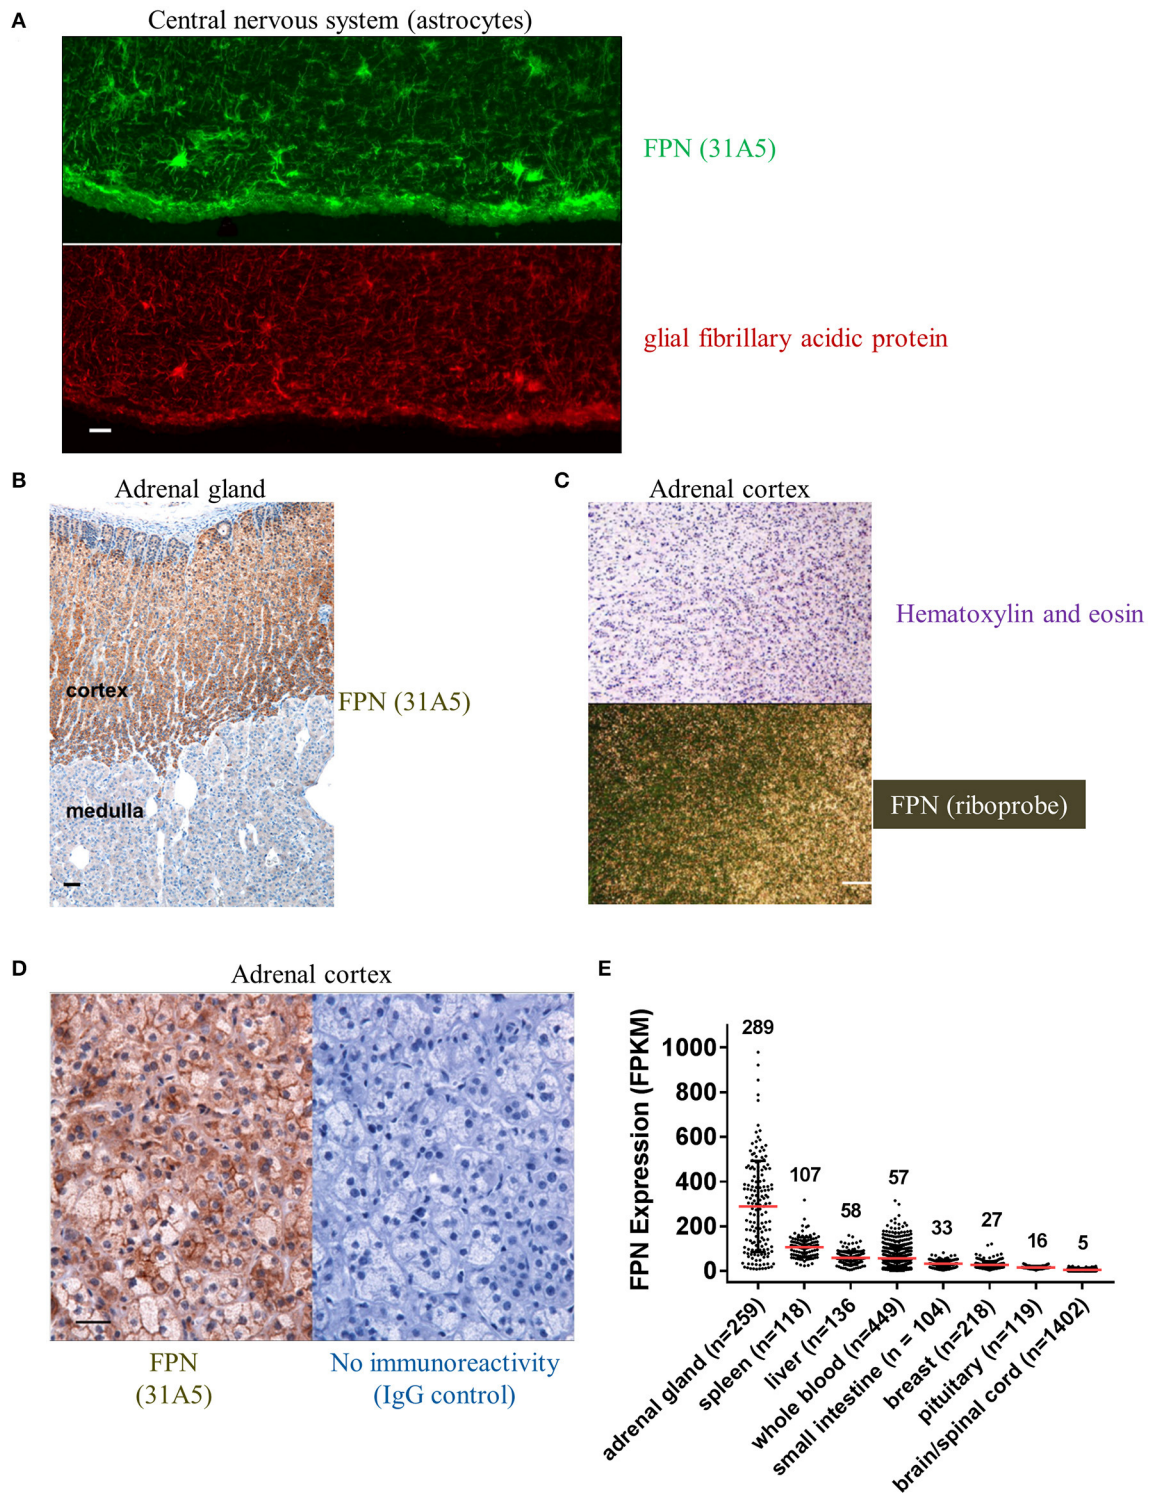 A
Central nervous system (astrocytes)
FPN (31A5)
glial fibrillary acidic protein
B
Adrenal gland
cortex
medulla
FPN (31A5)
C
Adrenal cortex
Hematoxylin and eosin
FPN (riboprobe)
D
Adrenal cortex
FPN
(31A5)
No immunoreactivity
(IgG control)
E
FPN Expression (FPKM)
1000
800
600
400
200
0
289
107
58
57
33
27
16
5
adrenal gland (n=259)
spleen (n=118)
liver (n=136
whole blood (n=449)
small intestine (n = 104)
breast (n=218)
pituitary (n=119)
brain/spinal cord (n=1402)